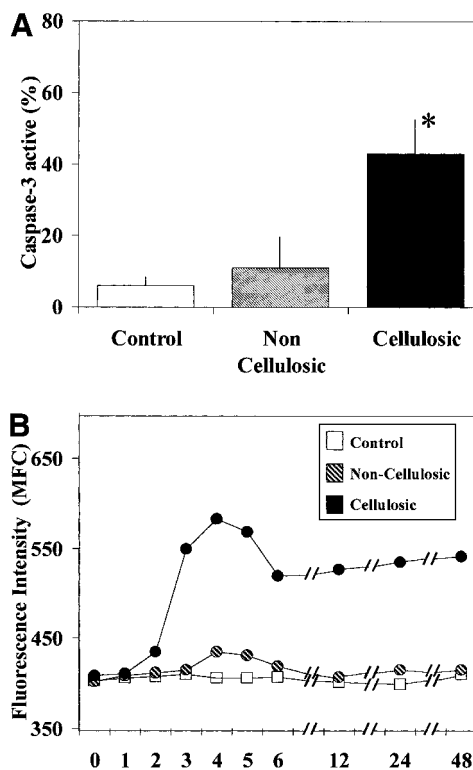 A
80
60
40
20
0
Caspase-3 active (%)
*
Control
Non
Cellulosic
Cellulosic
B
650
550
450
350
Fluorescence Intensity (MFC)
Control
Non-Cellulosic
Cellulosic
0 1 2 3 4 5 6 12 24 48